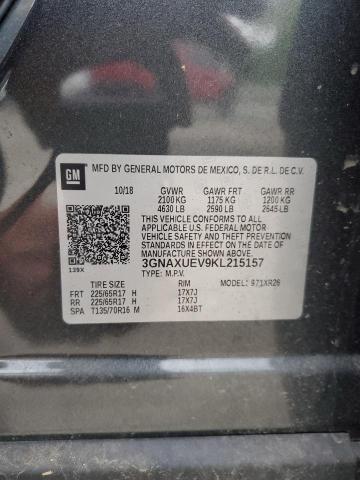 GM
MFD BY GENERAL MOTORS DE MEXICO, S. DE R.L. DE C.V.
10/18 GVWR GAWR FRT GAWR RR
2100 KG 1175 KG 1200 KG
4630 LB 2590 LB 2645 LB
THIS VEHICLE CONFORMS TO ALL
APPLICABLE U.S. FEDERAL MOTOR
VEHICLE SAFETY AND THEFT PREVENTION
STANDARDS IN EFFECT ON THE DATE OF
MANUFACTURE SHOWN ABOVE.
139X 3GNAXUEV9KL215157
TYPE: M.P.V.
TIRE SIZE RIM MODEL: 971XR26
FRT 225/65R17 H 17X7J
RR 225/65R17 H 17X7J
SPA T135/70R16 M 16X4BT